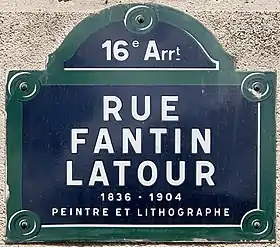 16e Arrt
RUE
FANTIN
LATOUR
1836 - 1904
PEINTRE ET LITHOGRAPHE